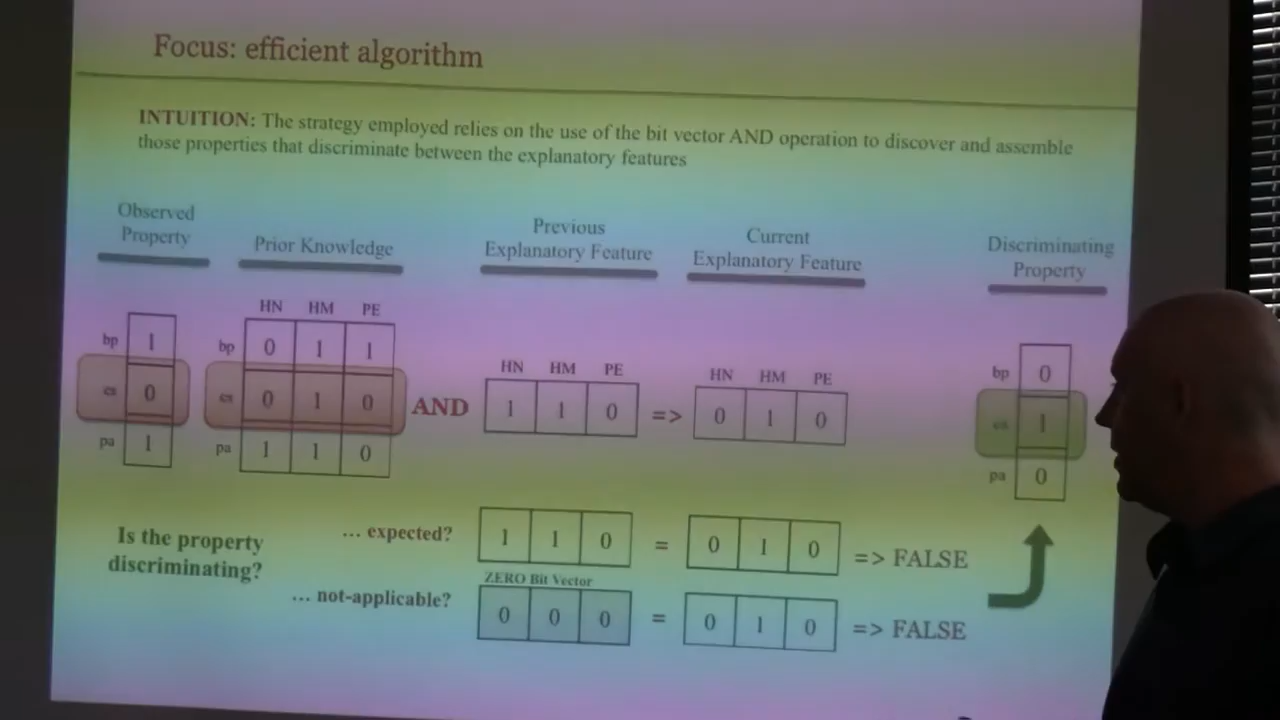 Focus: efficient algorithm
INTUITION: The strategy employed relies on the use of the bit vector AND operation to discover and assemble
those properties that discriminate between the explanatory features
Observed
Property
Prior Knowledge
Previous
Explanatory Feature
Current
Explanatory Feature
Discriminating
Property
HN HM PE
bp 1
bp 0 1 1
cs 0
cs 0 1 0
AND
HN HM PE
1 1 0
=>
HN HM PE
0 1 0
pa 1
pa 1 1 0
bp 0
cs 1
pa 0
Is the property
discriminating?
... expected?
1 1 0 = 0 1 0 => FALSE
... not-applicable?
ZERO Bit Vector
0 0 0 = 0 1 0 => FALSE